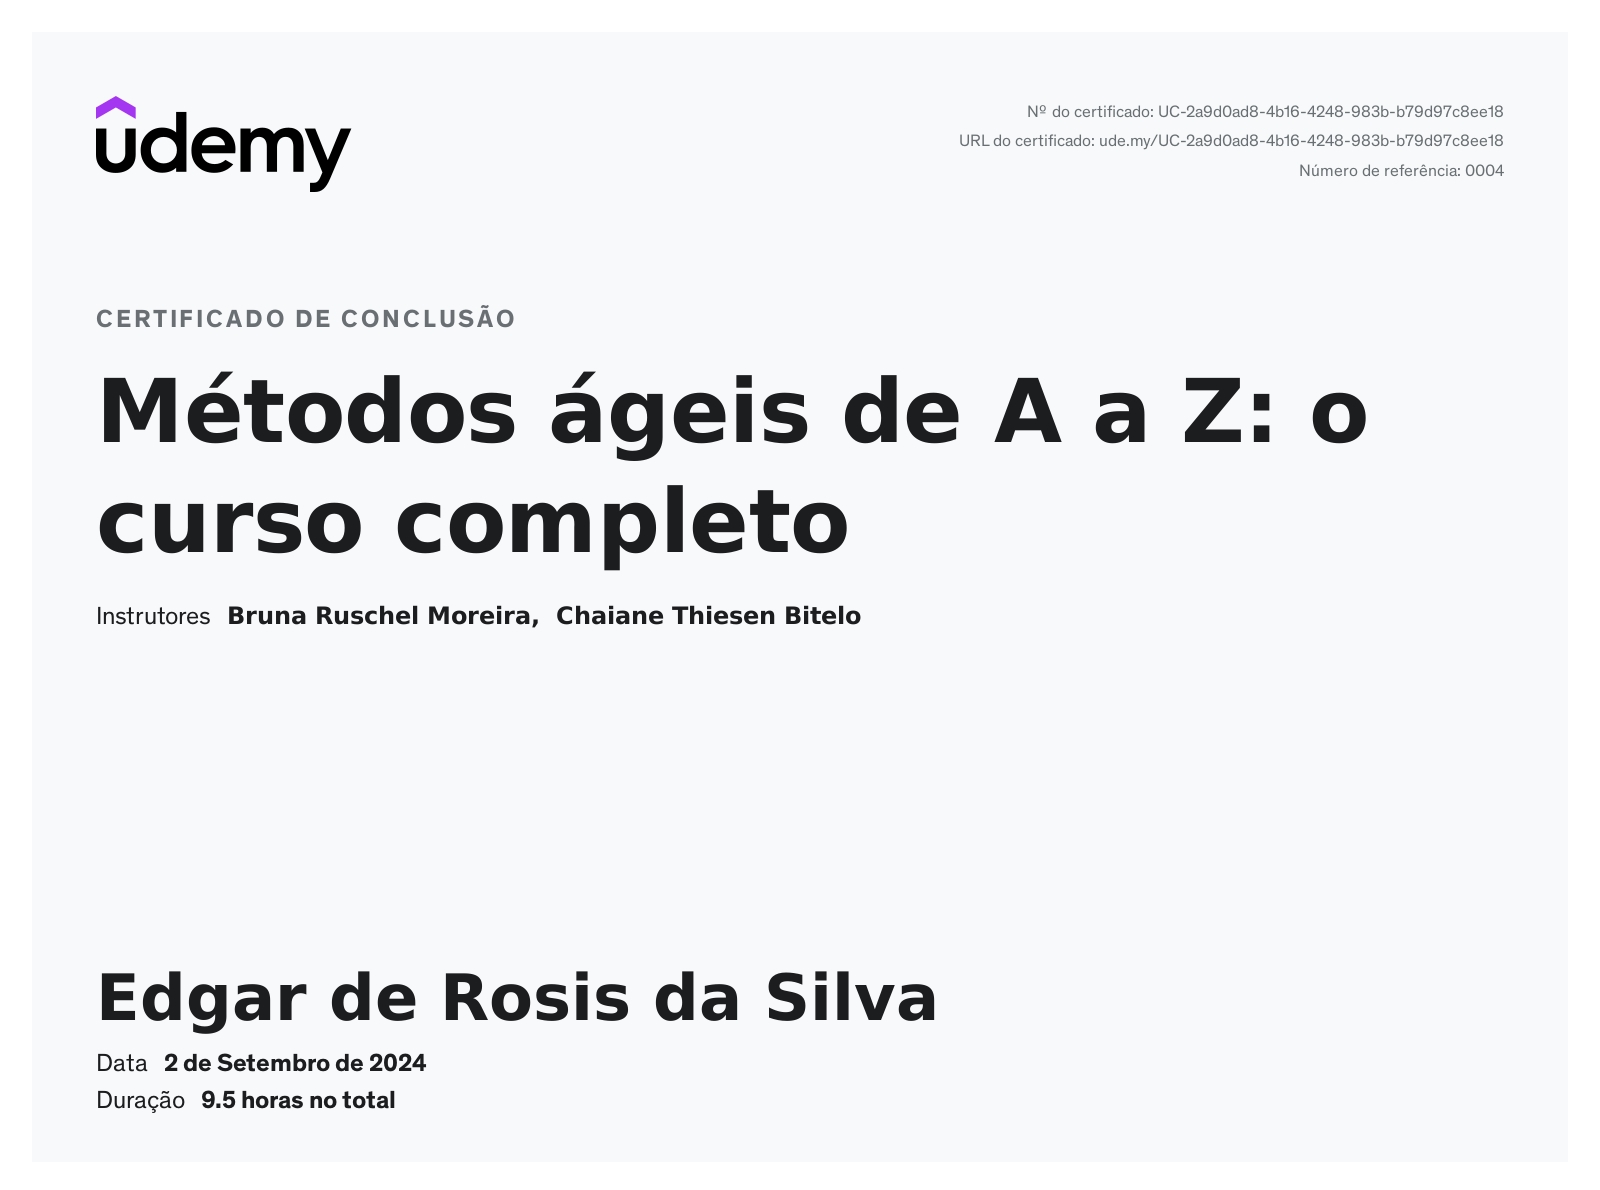 udemy
Nº do certificado: UC-2a9d0ad8-4b16-4248-983b-b79d97c8ee18
URL do certificado: ude.my/UC-2a9d0ad8-4b16-4248-983b-b79d97c8ee18
Número de referência: 0004
CERTIFICADO DE CONCLUSÃO
Métodos ágeis de A a Z: o
curso completo
Instrutores Bruna Ruschel Moreira, Chaiane Thiesen Bitelo
Edgar de Rosis da Silva
Data 2 de Setembro de 2024
Duração 9.5 horas no total